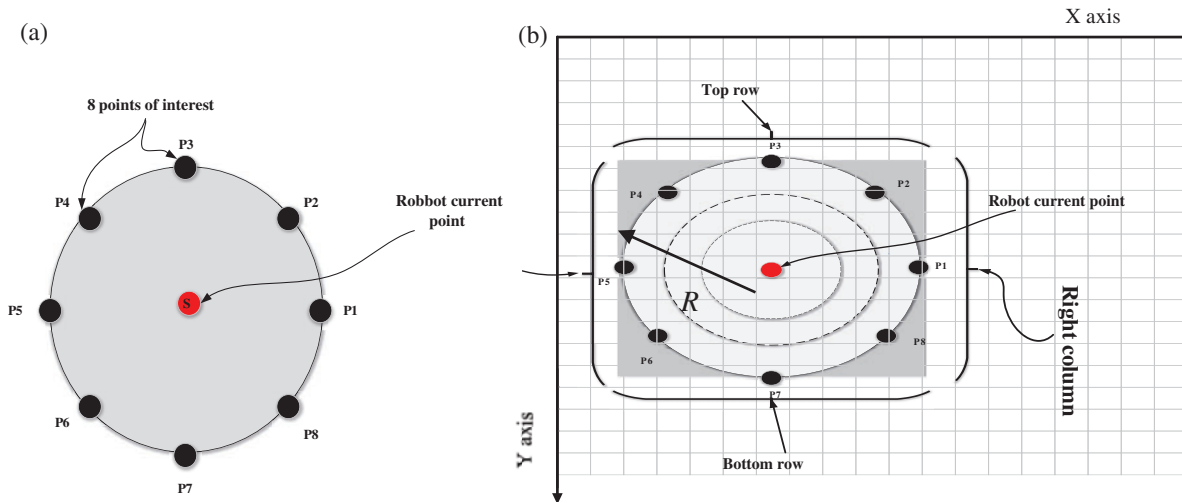 (a)
8 points of interest
P3
P4
P2
Robbot current
point
S
P5
P1
P6
P8
P7
(b)
X axis
Top row
P3
P4
P2
Robot current point
P5
P1
R
P6
P8
P7
Right column
Y axis
Bottom row